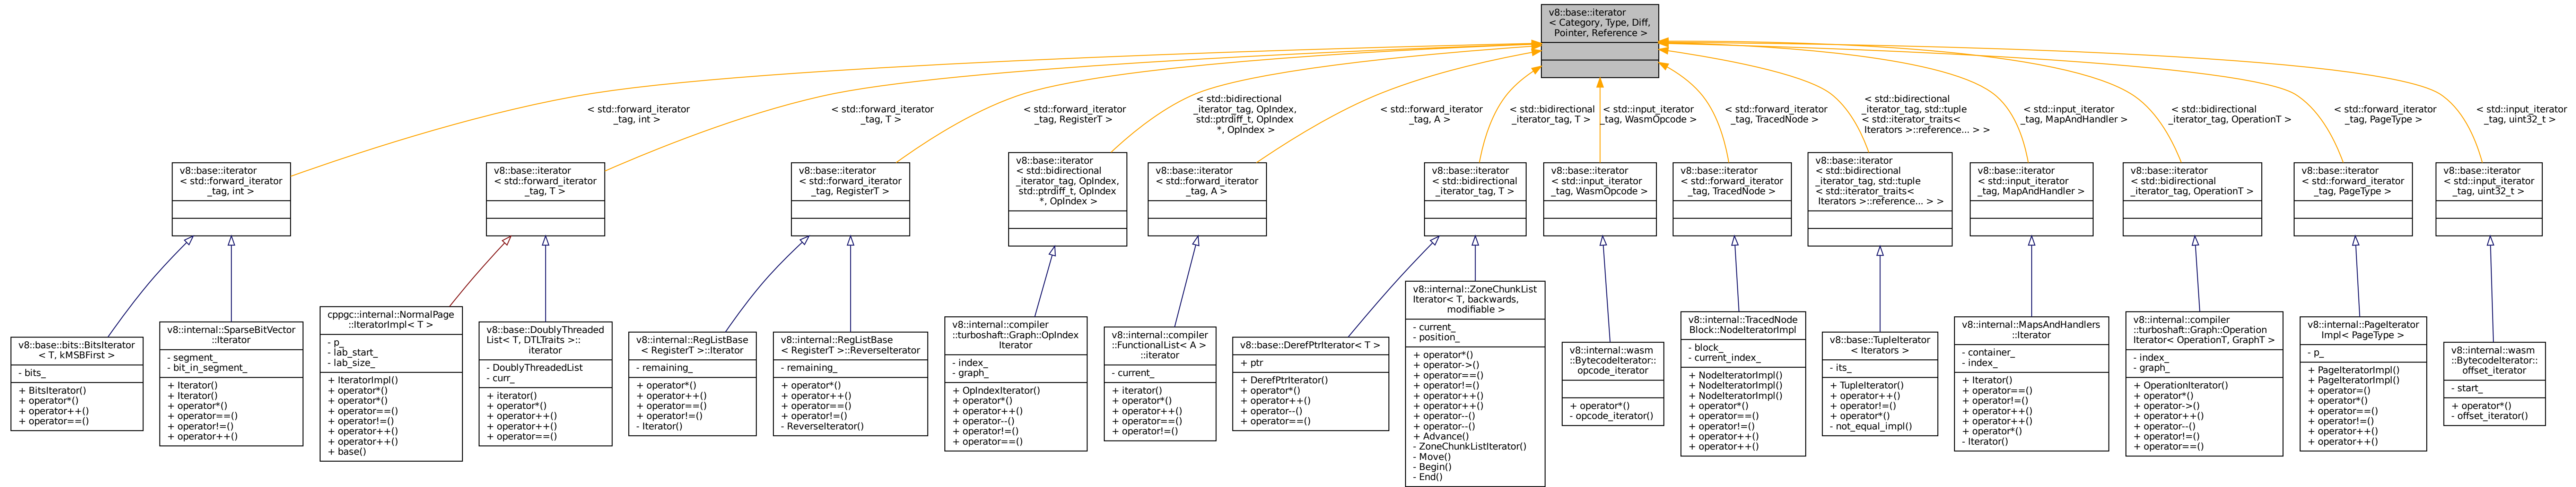 v8::base::iterator
< Category, Type, Diff,
Pointer, Reference >
< std::forward_iterator
_tag, int >
< std::forward_iterator
_tag, T >
< std::forward_iterator
_tag, RegisterT >
< std::bidirectional
_iterator_tag, OpIndex,
std::ptrdiff_t, OpIndex
*, OpIndex >
< std::forward_iterator
_tag, A >
< std::bidirectional
_iterator_tag, T >
< std::input_iterator
_tag, WasmOpcode >
< std::forward_iterator
_tag, TracedNode >
< std::bidirectional
_iterator_tag, std::tuple
< std::iterator_traits<
Iterators >::reference... > >
< std::input_iterator
_tag, MapAndHandler >
< std::bidirectional
_iterator_tag, OperationT >
< std::forward_iterator
_tag, PageType >
< std::input_iterator
_tag, uint32_t >
v8::base::iterator
< std::forward_iterator
_tag, int >
v8::base::iterator
< std::forward_iterator
_tag, T >
v8::base::iterator
< std::forward_iterator
_tag, RegisterT >
v8::base::iterator
< std::bidirectional
_iterator_tag, OpIndex,
std::ptrdiff_t, OpIndex
*, OpIndex >
v8::base::iterator
< std::forward_iterator
_tag, A >
v8::base::iterator
< std::bidirectional
_iterator_tag, T >
v8::base::iterator
< std::input_iterator
_tag, WasmOpcode >
v8::base::iterator
< std::forward_iterator
_tag, TracedNode >
v8::base::iterator
< std::bidirectional
_iterator_tag, std::tuple
< std::iterator_traits<
Iterators >::reference... > >
v8::base::iterator
< std::input_iterator
_tag, MapAndHandler >
v8::base::iterator
< std::bidirectional
_iterator_tag, OperationT >
v8::base::iterator
< std::forward_iterator
_tag, PageType >
v8::base::iterator
< std::input_iterator
_tag, uint32_t >
v8::base::bits::BitsIterator
< T, kMSBFirst >
- bits_
+ BitsIterator()
+ operator*()
+ operator++()
+ operator==()
v8::internal::SparseBitVector
::Iterator
- segment_
- bit_in_segment_
+ Iterator()
+ Iterator()
+ operator*()
+ operator==()
+ operator!=()
+ operator++()
cppgc::internal::NormalPage
::IteratorImpl< T >
- p_
- lab_start_
- lab_size_
+ IteratorImpl()
+ operator*()
+ operator*()
+ operator==()
+ operator!=()
+ operator++()
+ operator++()
+ base()
v8::base::DoublyThreaded
List< T, DTLTraits >::
iterator
- DoublyThreadedList
- curr_
+ iterator()
+ operator*()
+ operator++()
+ operator++()
+ operator==()
v8::internal::RegListBase
< RegisterT >::Iterator
- remaining_
+ operator*()
+ operator++()
+ operator==()
+ operator!=()
- Iterator()
v8::internal::RegListBase
< RegisterT >::ReverseIterator
- remaining_
+ operator*()
+ operator++()
+ operator==()
+ operator!=()
- ReverseIterator()
v8::internal::compiler
::turboshaft::Graph::OpIndex
Iterator
- index_
- graph_
+ OpIndexIterator()
+ operator*()
+ operator++()
+ operator--()
+ operator!=()
+ operator==()
v8::internal::compiler
::FunctionalList< A >
::iterator
- current_
+ iterator()
+ operator*()
+ operator++()
+ operator==()
+ operator!=()
v8::base::DerefPtrIterator< T >
+ ptr
+ DerefPtrIterator()
+ operator*()
+ operator++()
+ operator--()
+ operator==()
v8::internal::ZoneChunkList
Iterator< T, backwards,
modifiable >
- current_
- position_
+ operator*()
+ operator->()
+ operator==()
+ operator!=()
+ operator++()
+ operator++()
+ operator--()
+ operator--()
+ Advance()
- ZoneChunkListIterator()
- Move()
- Begin()
- End()
v8::internal::wasm
::BytecodeIterator::
opcode_iterator
+ operator*()
- opcode_iterator()
v8::internal::TracedNode
Block::NodeIteratorImpl
- block_
- current_index_
+ NodeIteratorImpl()
+ NodeIteratorImpl()
+ NodeIteratorImpl()
+ operator*()
+ operator==()
+ operator!=()
+ operator++()
+ operator++()
v8::base::TupleIterator
< Iterators >
- its_
+ TupleIterator()
+ operator++()
+ operator!=()
+ operator*()
- not_equal_impl()
v8::internal::MapsAndHandlers
::Iterator
- container_
- index_
+ Iterator()
+ operator==()
+ operator!=()
+ operator++()
+ operator++()
+ operator*()
- Iterator()
v8::internal::compiler
::turboshaft::Graph::Operation
Iterator< OperationT, GraphT >
- index_
- graph_
+ OperationIterator()
+ operator*()
+ operator->()
+ operator++()
+ operator--()
+ operator!=()
+ operator==()
v8::internal::PageIterator
Impl< PageType >
- p_
+ PageIteratorImpl()
+ PageIteratorImpl()
+ operator=()
+ operator*()
+ operator==()
+ operator!=()
+ operator++()
+ operator++()
v8::internal::wasm
::BytecodeIterator::
offset_iterator
- start_
+ operator*()
- offset_iterator()